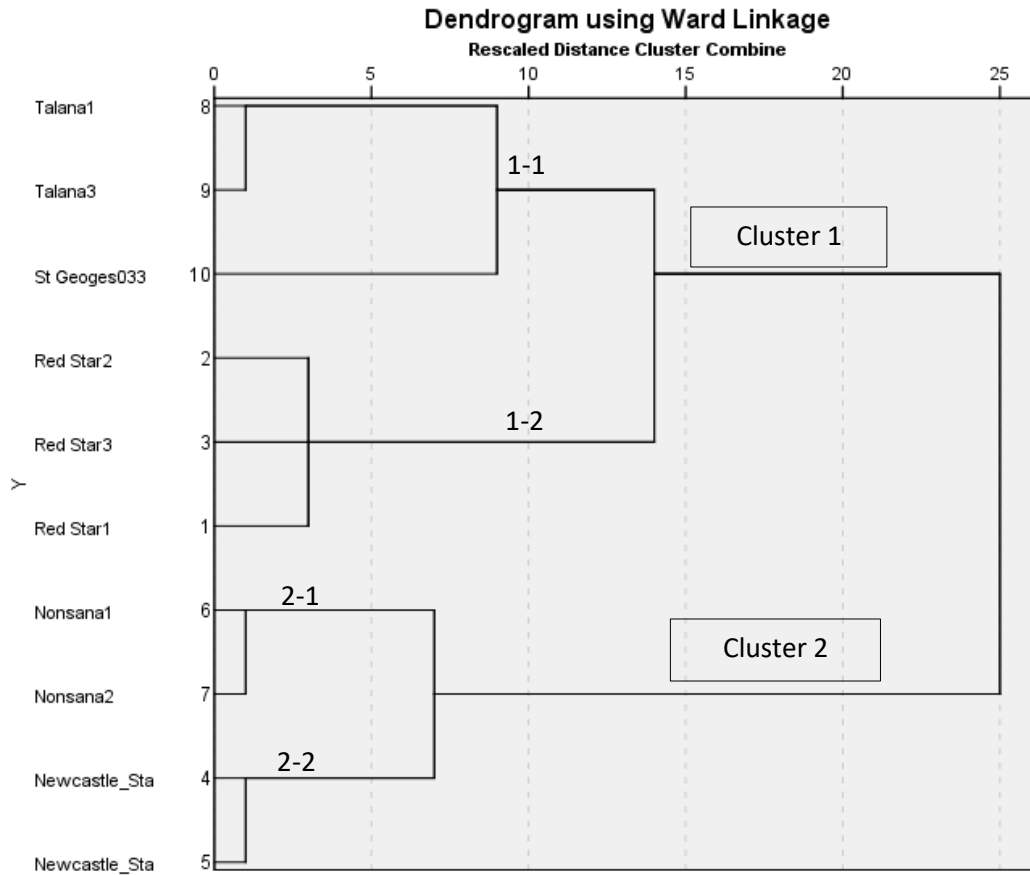 Dendrogram using Ward Linkage
Rescaled Distance Cluster Combine
0 5 10 15 20 25
Talana1 8
1-1
Talana3 9
Cluster 1
St Geoges033 10
Red Star2 2
1-2
Red Star3 3
Y
Red Star1 1
2-1
Nonsana1 6
Cluster 2
Nonsana2 7
2-2
Newcastle_Sta 4
Newcastle_Sta 5